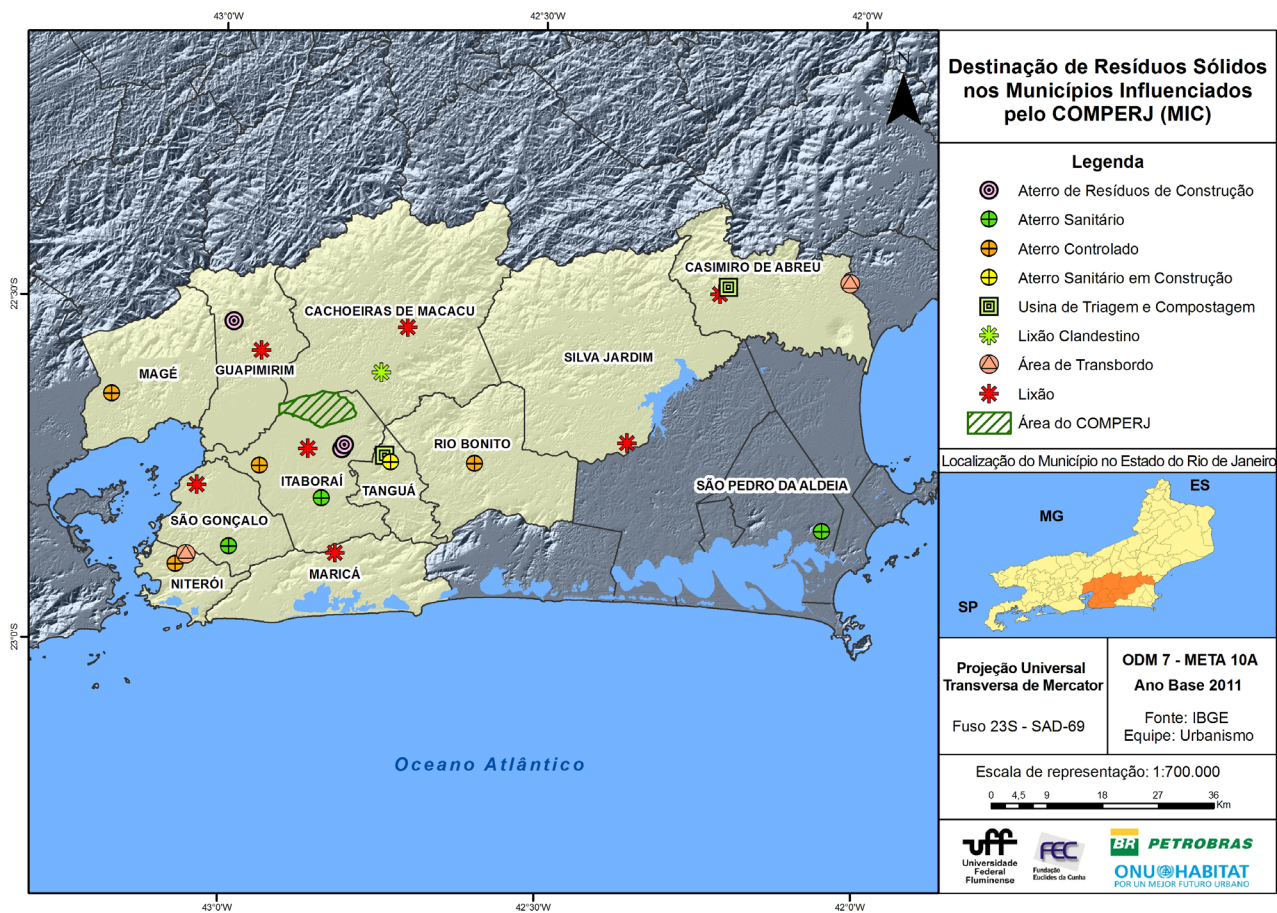 43°0'W
42°30'W
42°0'W
22°30'S
23°0'S
CASIMIRO DE ABREU
CACHOEIRAS DE MACACU
SILVA JARDIM
GUAPIMIRIM
MAGÉ
RIO BONITO
ITABORAÍ
TANGUÁ
SÃO PEDRO DA ALDEIA
SÃO GONÇALO
MARICÁ
NITERÓI
Oceano Atlântico
43°0'W
42°30'W
42°0'W
N
Destinação de Resíduos Sólidos
nos Municípios Influenciados
pelo COMPERJ (MIC)
Legenda
Aterro de Resíduos de Construção
Aterro Sanitário
Aterro Controlado
Aterro Sanitário em Construção
Usina de Triagem e Compostagem
Lixão Clandestino
Área de Transbordo
Lixão
Área do COMPERJ
Localização do Município no Estado do Rio de Janeiro
ES
MG
SP
Projeção Universal
Transversa de Mercator
Fuso 23S - SAD-69
ODM 7 - META 10A
Ano Base 2011
Fonte: IBGE
Equipe: Urbanismo
Escala de representação: 1:700.000
0 4,5 9 18 27 36
Km
uff
Universidade
Federal
Fluminense
FEC
Fundação
Euclides da Cunha
BR PETROBRAS
ONU HABITAT
POR UN MEJOR FUTURO URBANO